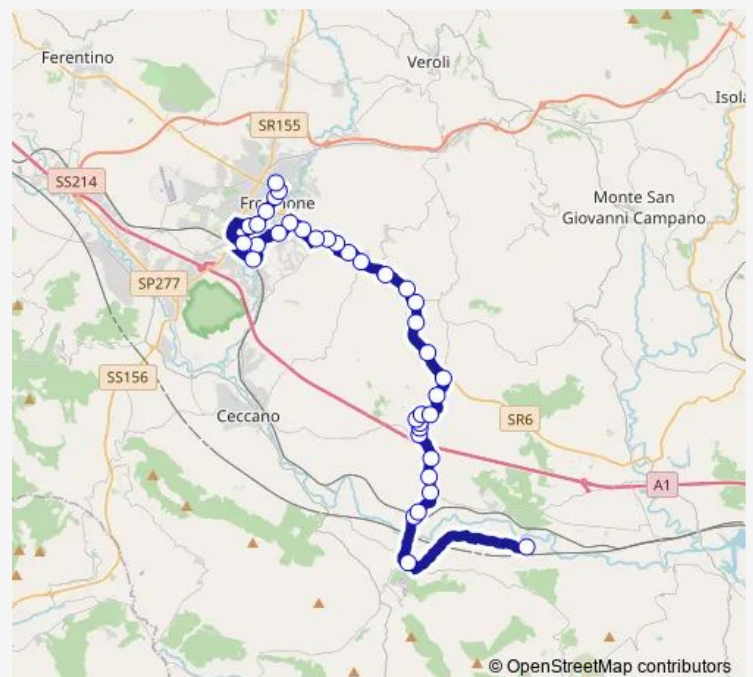 Ferentino
Veroli
Isola
SR155
SS214
Monte San
Giovanni Campano
SP277
SS156
Ceccano
SR6
A1
© OpenStreetMap contributors